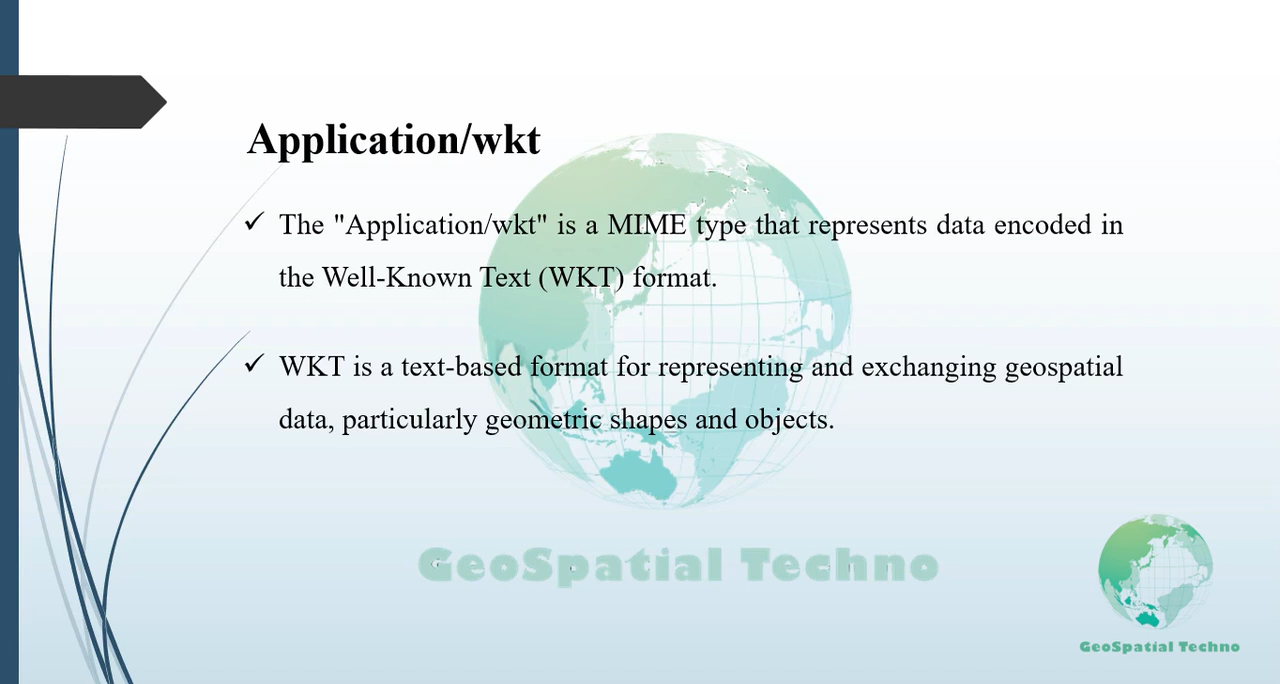 Application/wkt
✓ The "Application/wkt" is a MIME type that represents data encoded in
the Well-Known Text (WKT) format.
✓ WKT is a text-based format for representing and exchanging geospatial
data, particularly geometric shapes and objects.
GeoSpatial Techno
GeoSpatial Techno